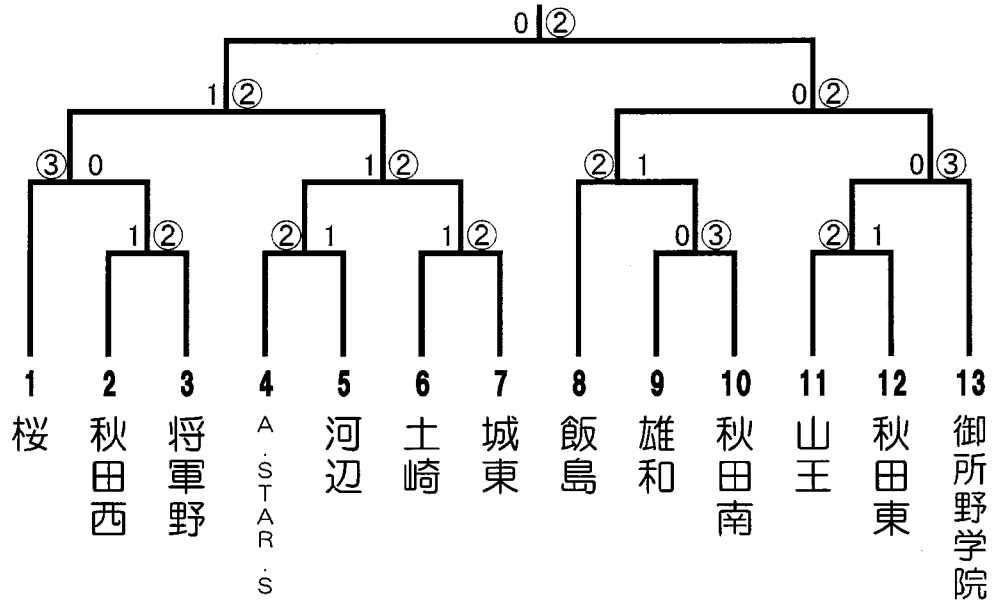 0 ②
1 ② 0 ②
③ 0 1 ② ② 1 0 ③
1 ② ② 1 1 ② 0 ③ ② 1
1 2 3 4 5 6 7 8 9 10 11 12 13
桜
秋田西
将軍野
A.STAR.S
河辺
土崎
城東
飯島
雄和
秋田南
山王
秋田東
御所野学院